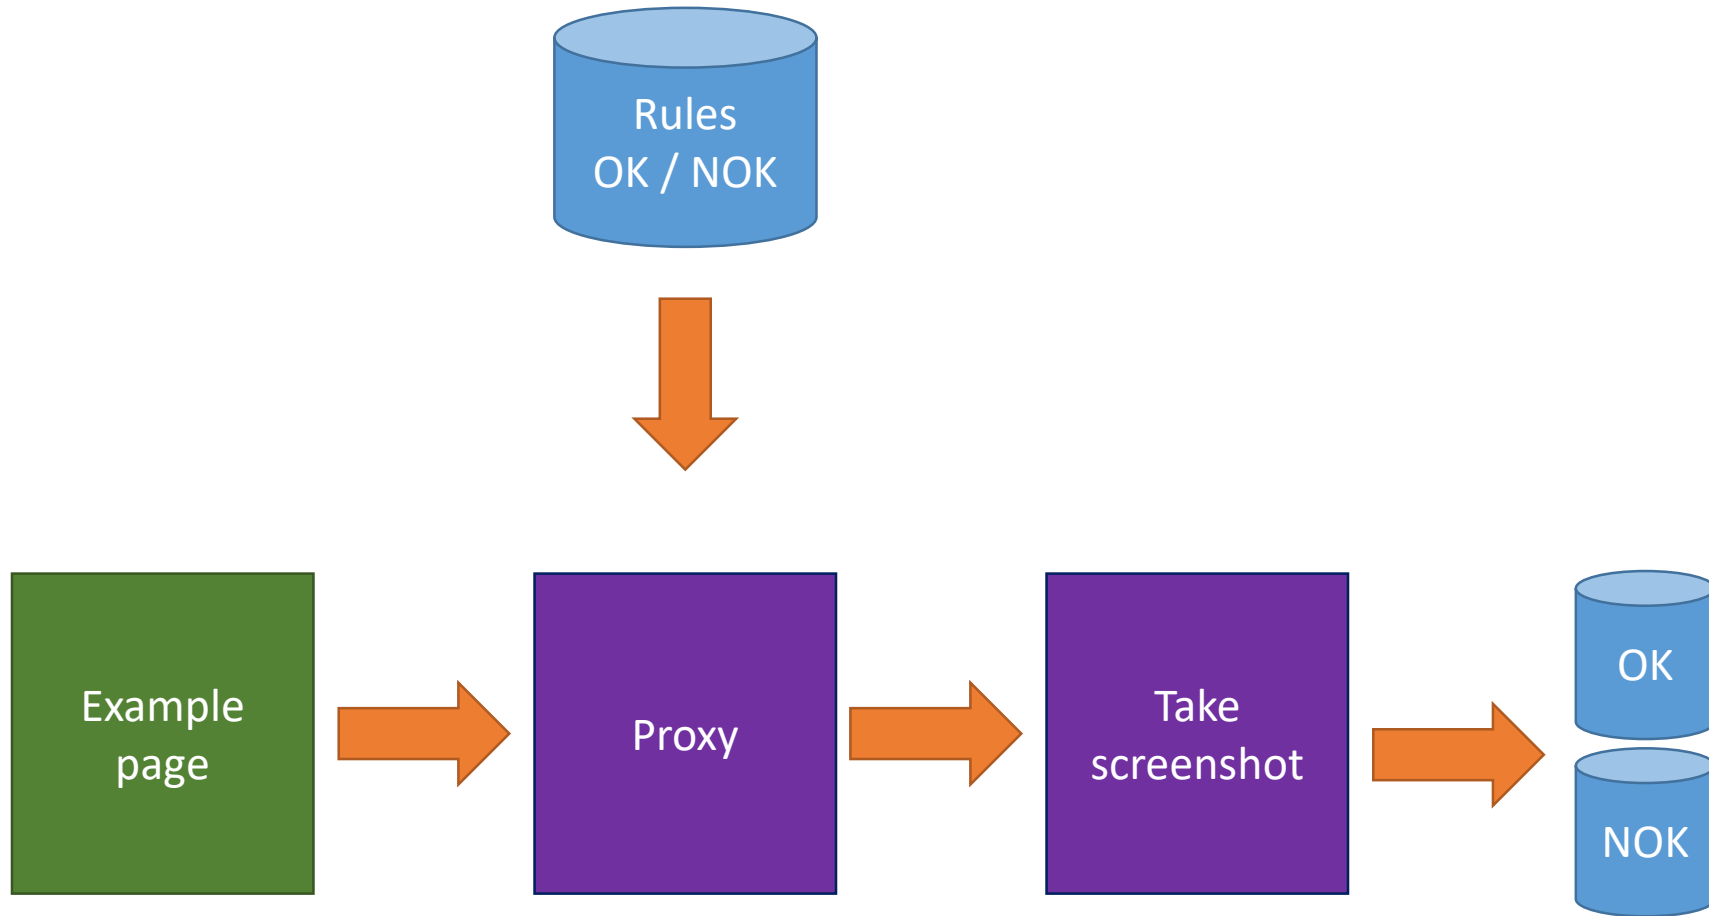 Rules
OK / NOK
Example
page
Proxy
Take
screenshot
OK
NOK